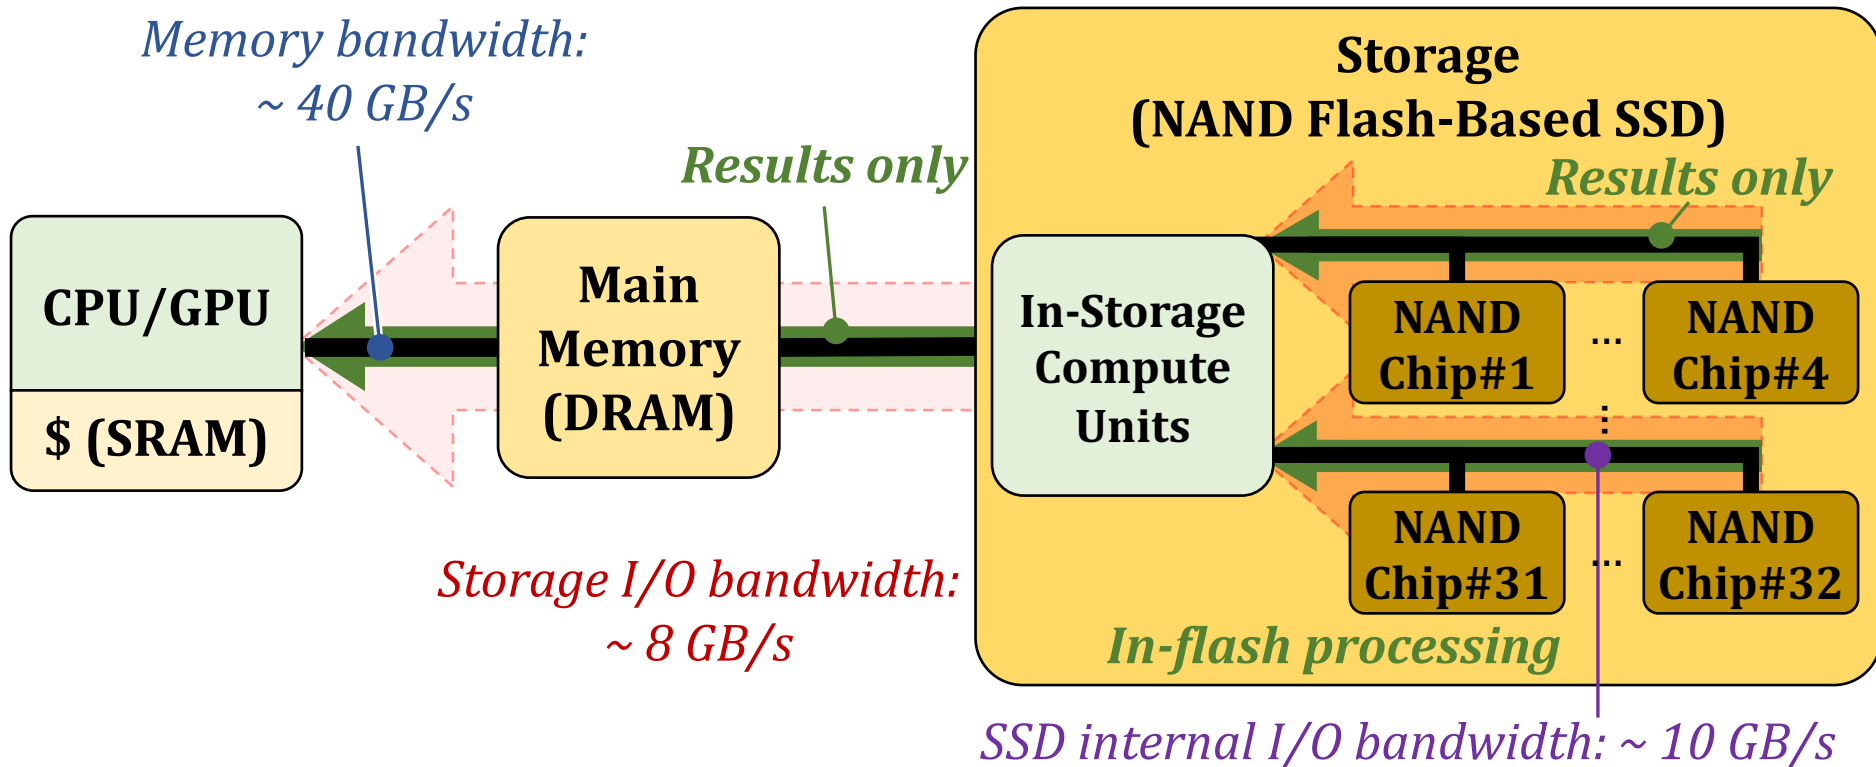 Memory bandwidth:
~ 40 GB/s
Results only
Storage
(NAND Flash-Based SSD)
Results only
CPU/GPU
$ (SRAM)
Main
Memory
(DRAM)
In-Storage
Compute
Units
NAND
Chip#1
...
NAND
Chip#4
...
NAND
Chip#31
...
NAND
Chip#32
Storage I/O bandwidth:
~ 8 GB/s
In-flash processing
SSD internal I/O bandwidth: ~ 10 GB/s